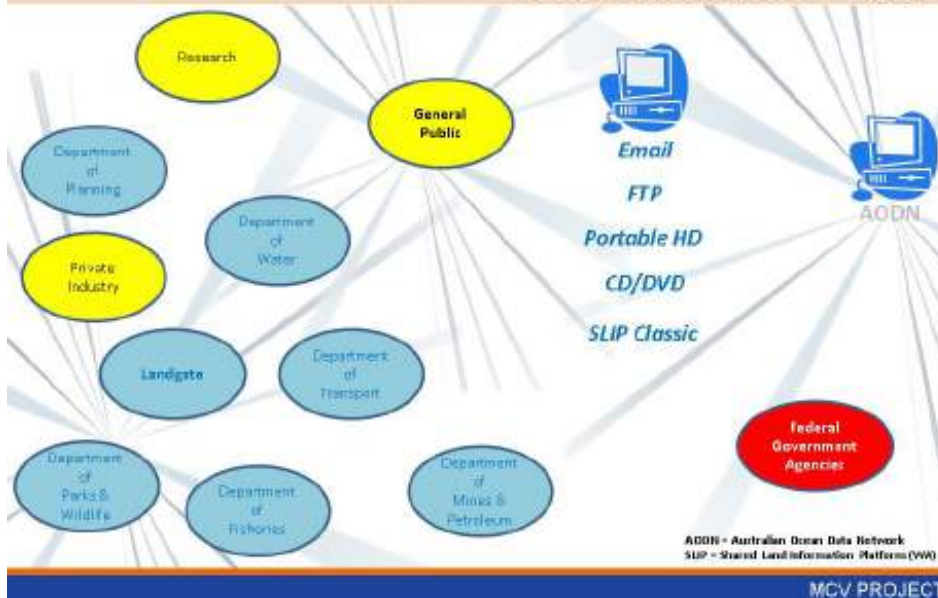 Research
General
Public
Department
of
Planning
Department
of
Water
Private
Industry
Landgate
Department
of
Transport
Department
of
Parks &
Wildlife
Department
of
Fisheries
Department
of
Mines &
Petroleum
Email
FTP
Portable HD
CD/DVD
SLIP Classic
AODN
Federal
Government
Agencies
AODN = Australian Ocean Data Network
SLIP = Shared Land Information Platform (WA)
MCV PROJECT